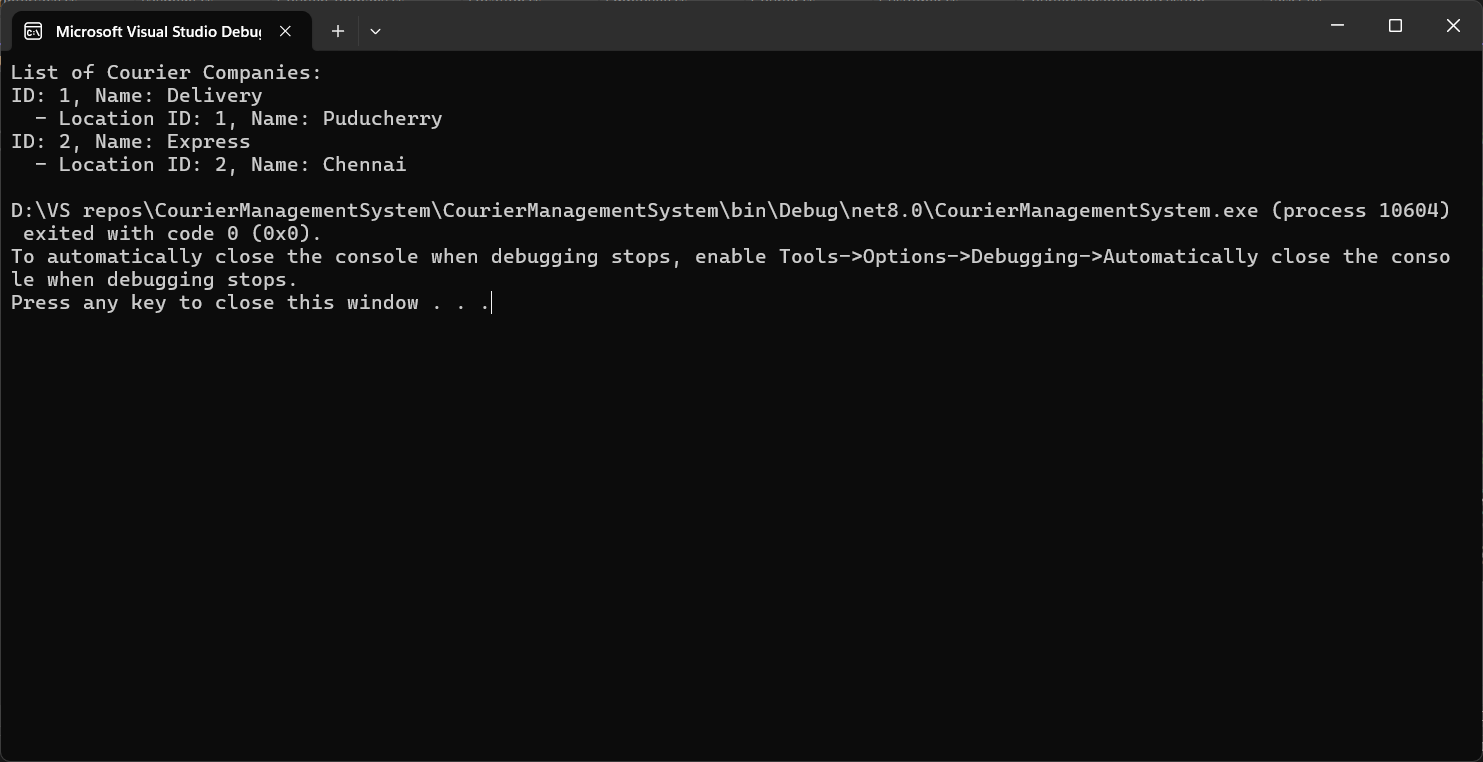 Microsoft Visual Studio Debu
List of Courier Companies:
ID: 1, Name: Delivery
  - Location ID: 1, Name: Puducherry
ID: 2, Name: Express
  - Location ID: 2, Name: Chennai
D:\VS repos\CourierManagementSystem\CourierManagementSystem\bin\Debug\net8.0\CourierManagementSystem.exe (process 10604)
 exited with code 0 (0x0).
To automatically close the console when debugging stops, enable Tools->Options->Debugging->Automatically close the conso
le when debugging stops.
Press any key to close this window . . .